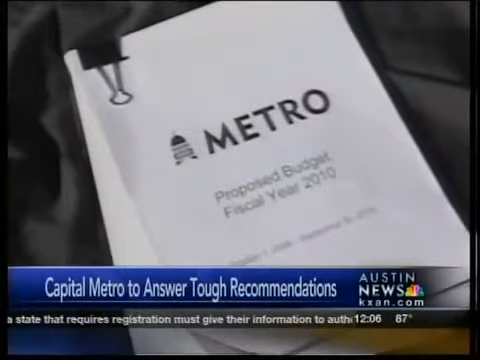 METRO
Proposed Budget
Fiscal Year 2010
Capital Metro to Answer Tough Recommendations
AUSTIN
NEWS
kxan.com
a state that requires registration must give their information to auth
12:06 87°